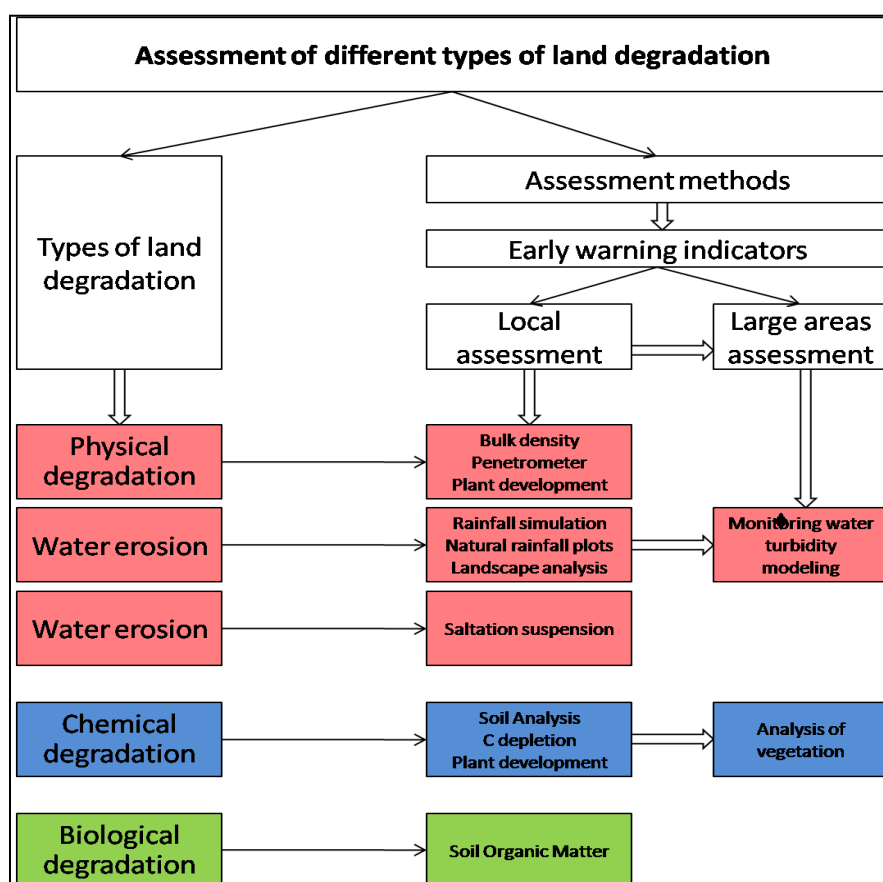 Assessment of different types of land degradation
Types of land
degradation
Assessment methods
Early warning indicators
Local
assessment
Large areas
assessment
Physical
degradation
Bulk density
Penetrometer
Plant development
Water erosion
Rainfall simulation
Natural rainfall plots
Landscape analysis
Monitoring water
turbidity
modeling
Water erosion
Saltation suspension
Chemical
degradation
Soil Analysis
C depletion
Plant development
Analysis of
vegetation
Biological
degradation
Soil Organic Matter